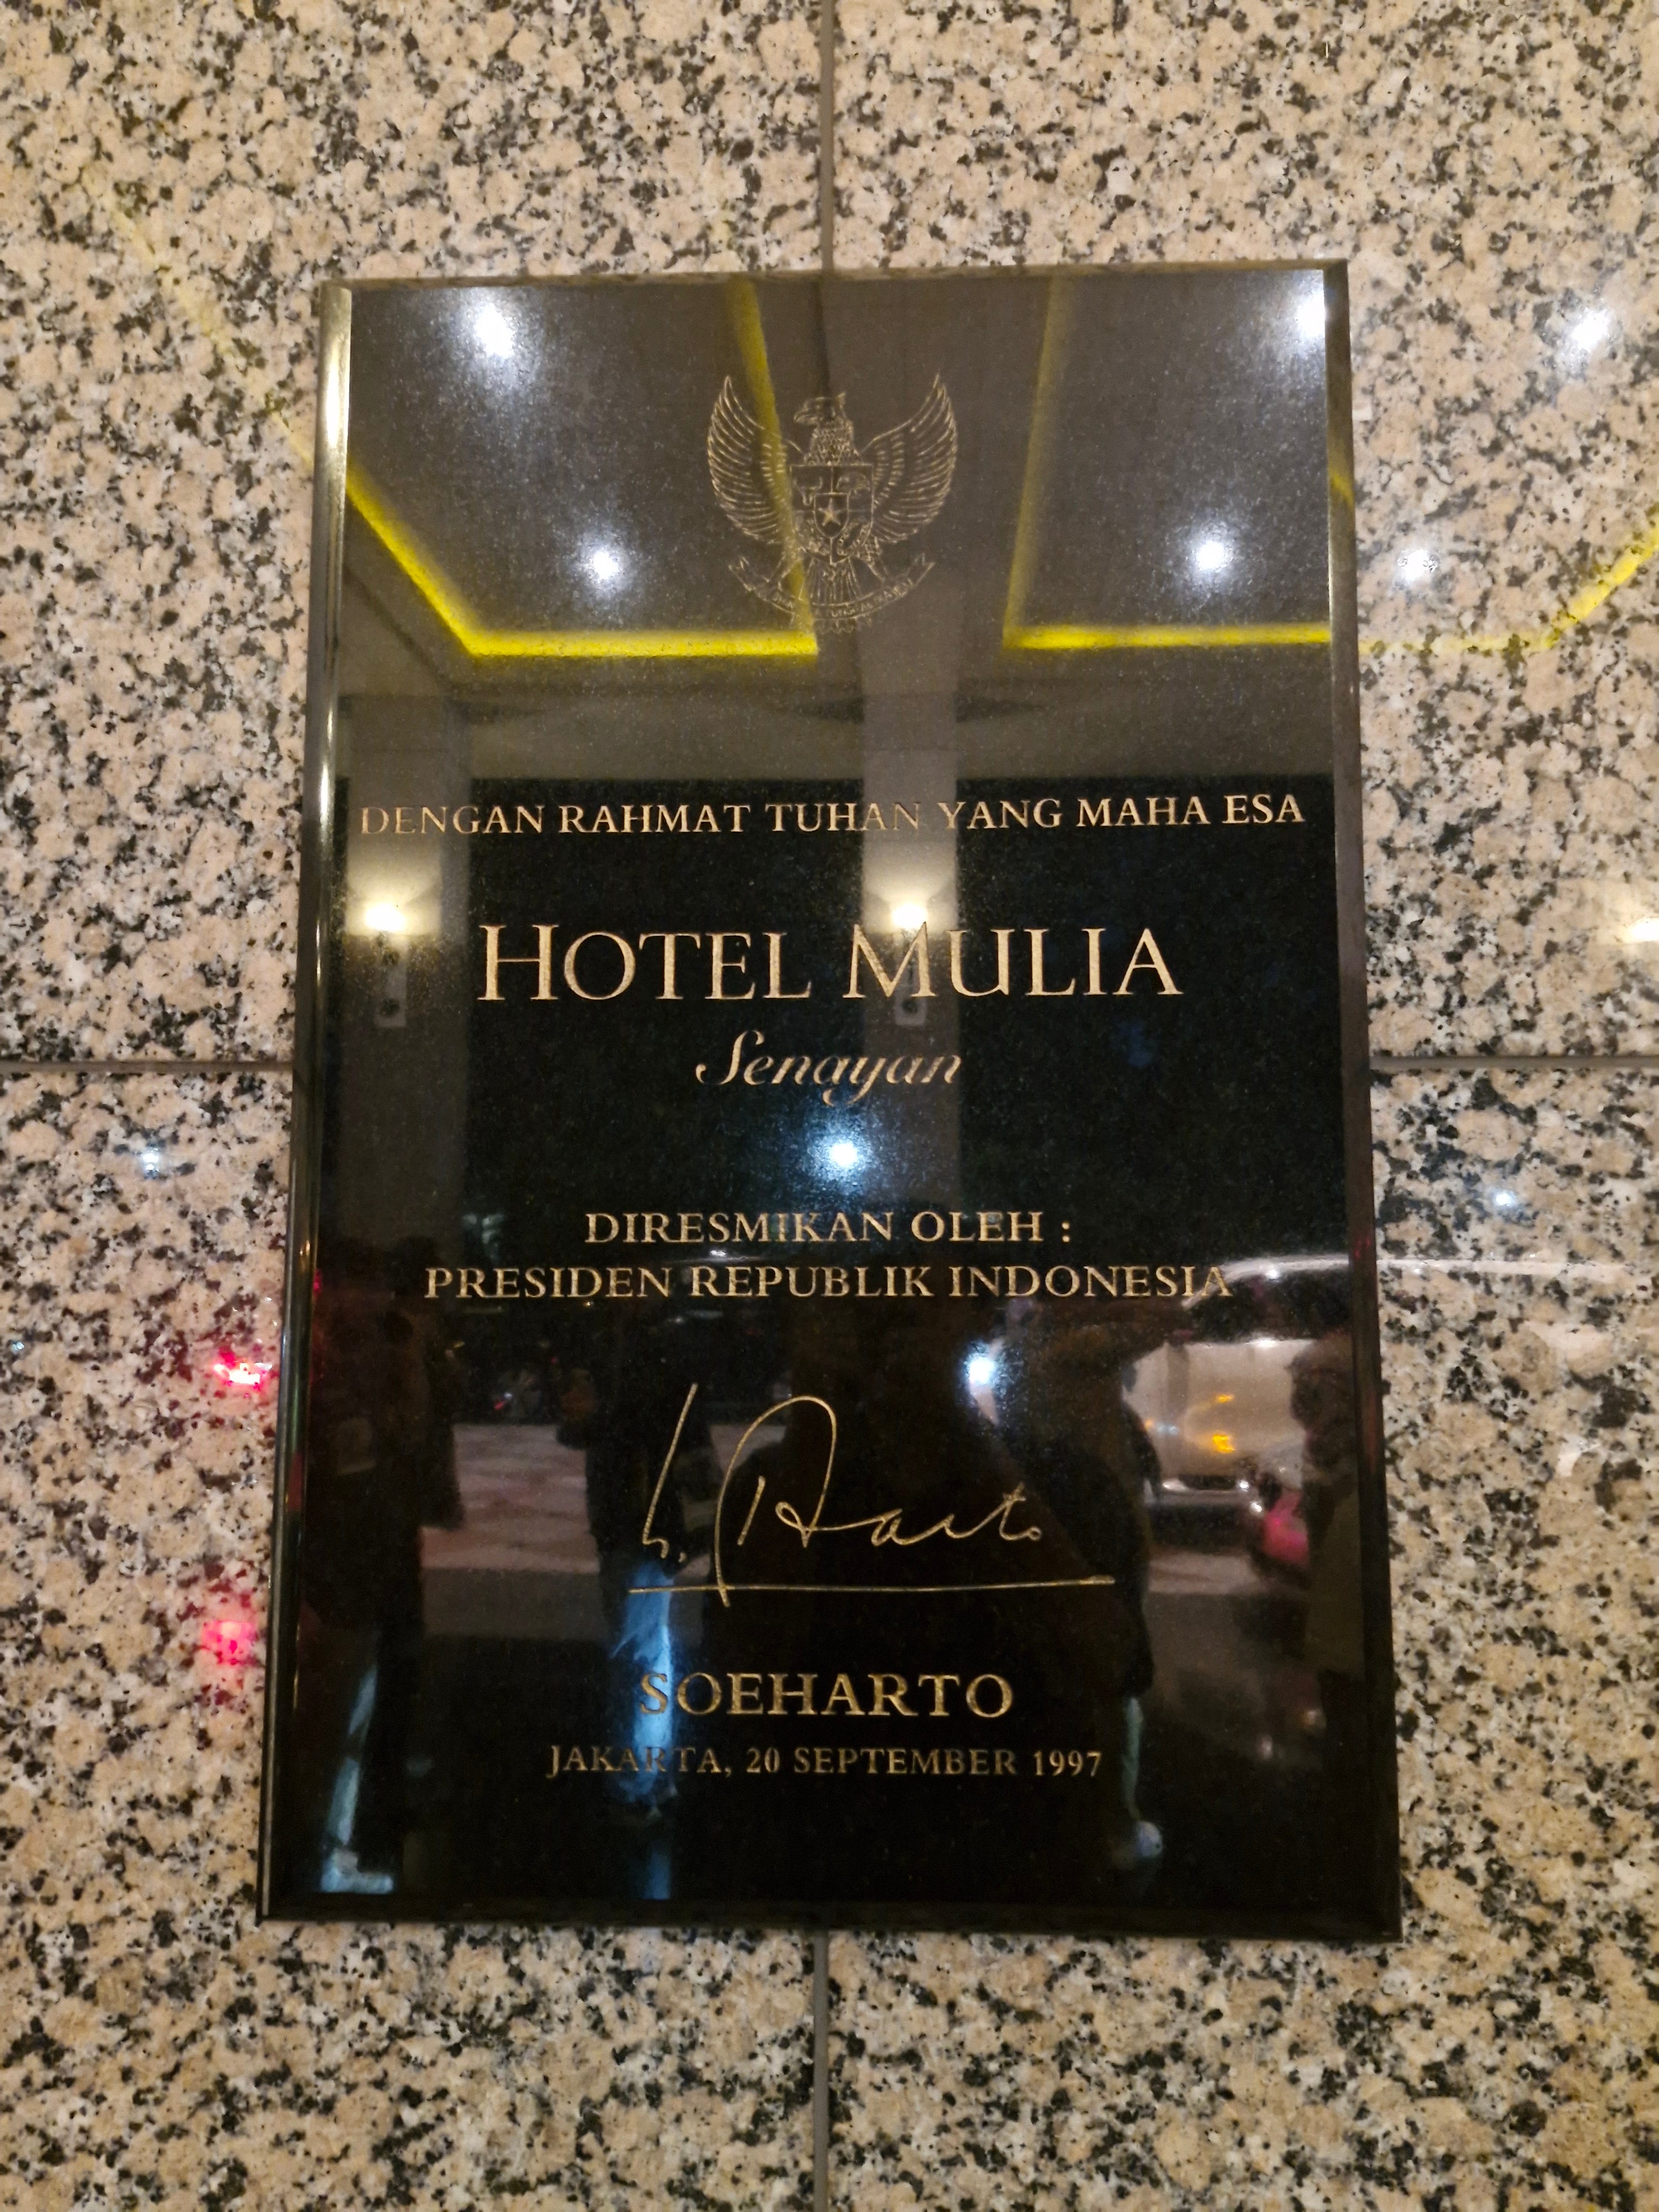 DENGAN RAHMAT TUHAN YANG MAHA ESA
HOTEL MULIA
Senayan
DIRESMIKAN OLEH :
PRESIDEN REPUBLIK INDONESIA
SOEHARTO
JAKARTA, 20 SEPTEMBER 1997